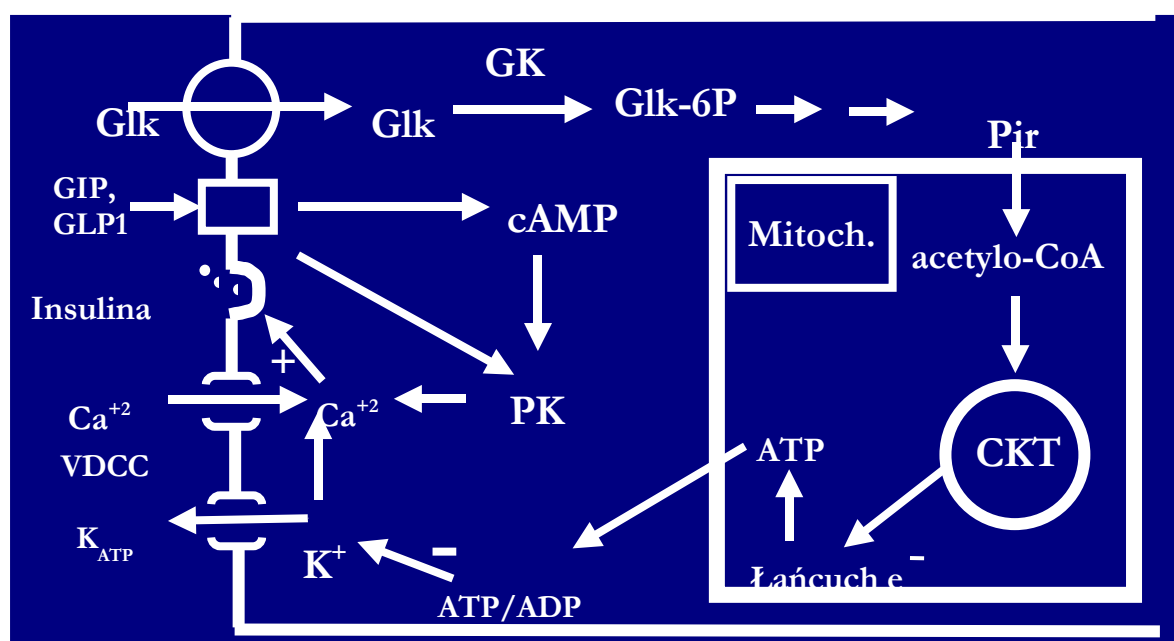 GK
Glk
Glk
Glk-6P
Pir
GIP,
GLP1
cAMP
Mitoch.
acetylo-CoA
Insulina
+
Ca+2
Ca+2
PK
VDCC
ATP
CKT
KATP
K+
-
ATP/ADP
Łańcuch e-